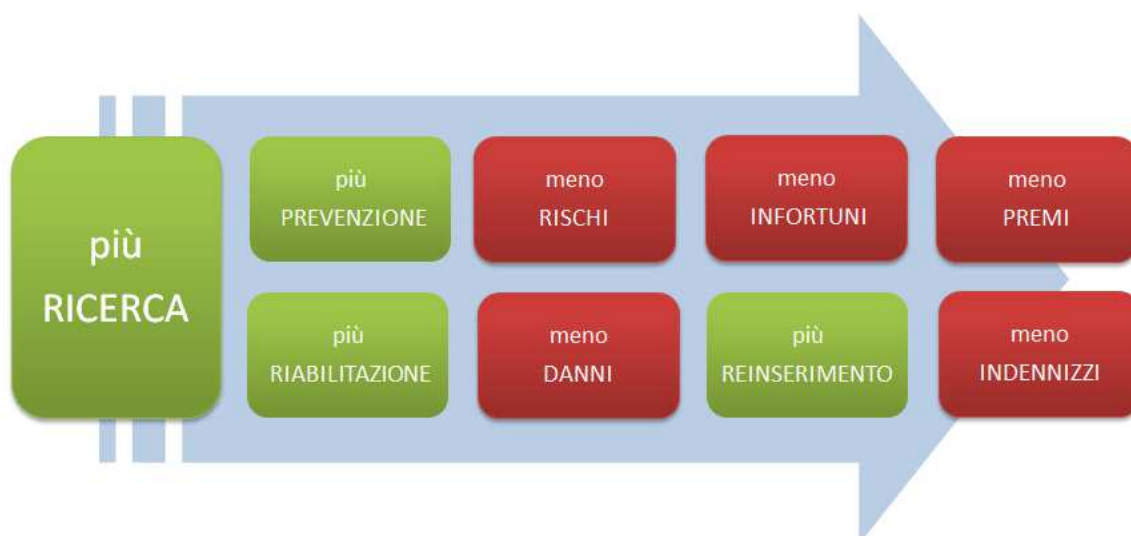 più
RICERCA
più
PREVENZIONE
meno
RISCHI
meno
INFORTUNI
meno
PREMI
più
RIABILITAZIONE
meno
DANNI
più
REINSERIMENTO
meno
INDENNIZZI